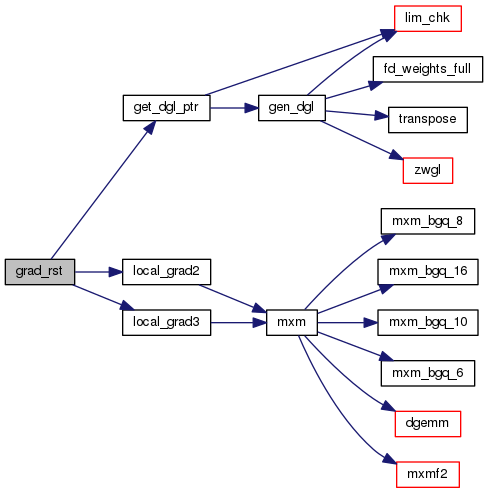 lim_chk
fd_weights_full
get_dgl_ptr
gen_dgl
transpose
zwgl
mxm_bgq_8
grad_rst
local_grad2
mxm_bgq_16
local_grad3
mxm
mxm_bgq_10
mxm_bgq_6
dgemm
mxmf2